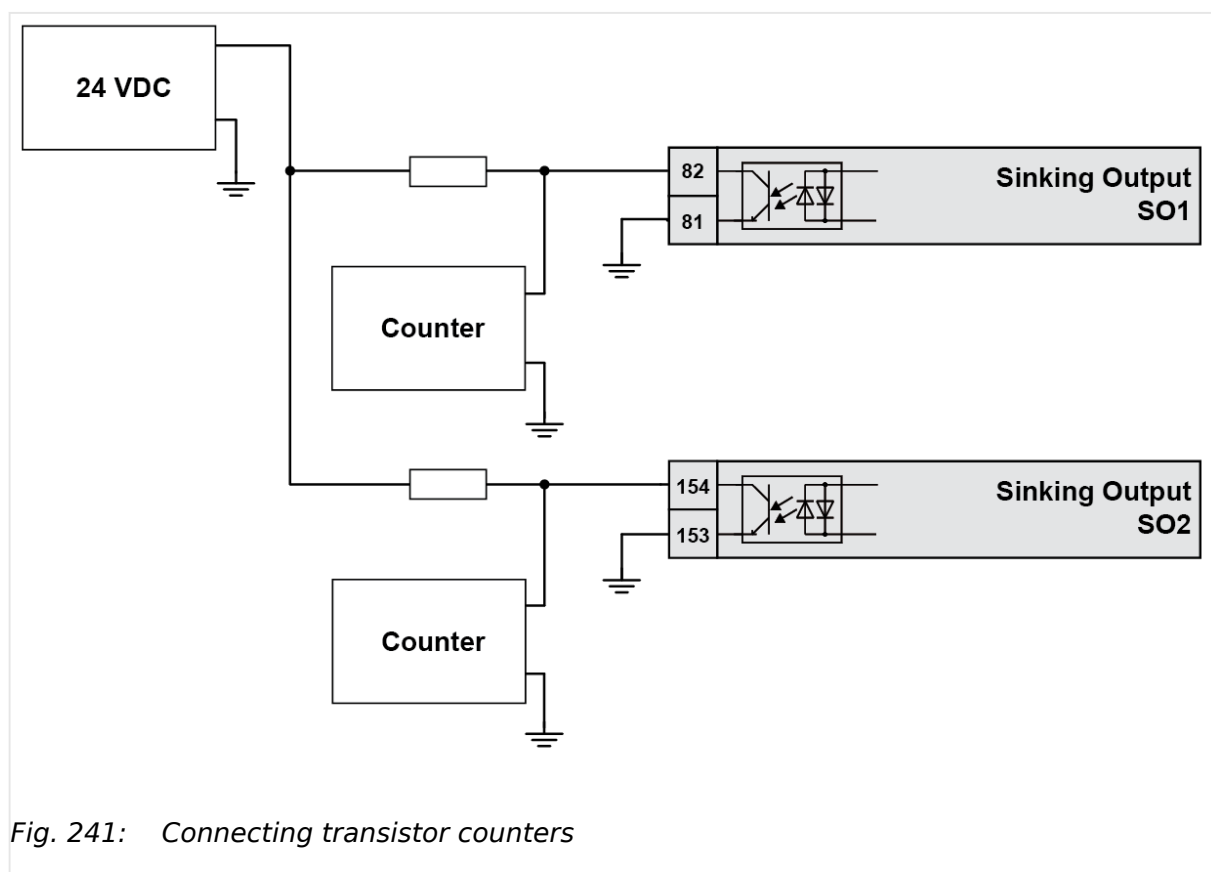 24 VDC
82
81
Sinking Output
SO1
Counter
154
153
Sinking Output
SO2
Counter
Fig. 241: Connecting transistor counters